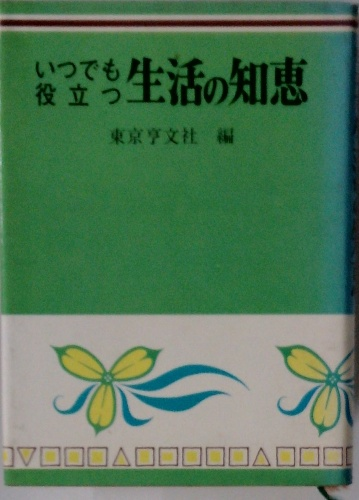 いつでも
役立つ
生活の知恵
東京亨文社 編